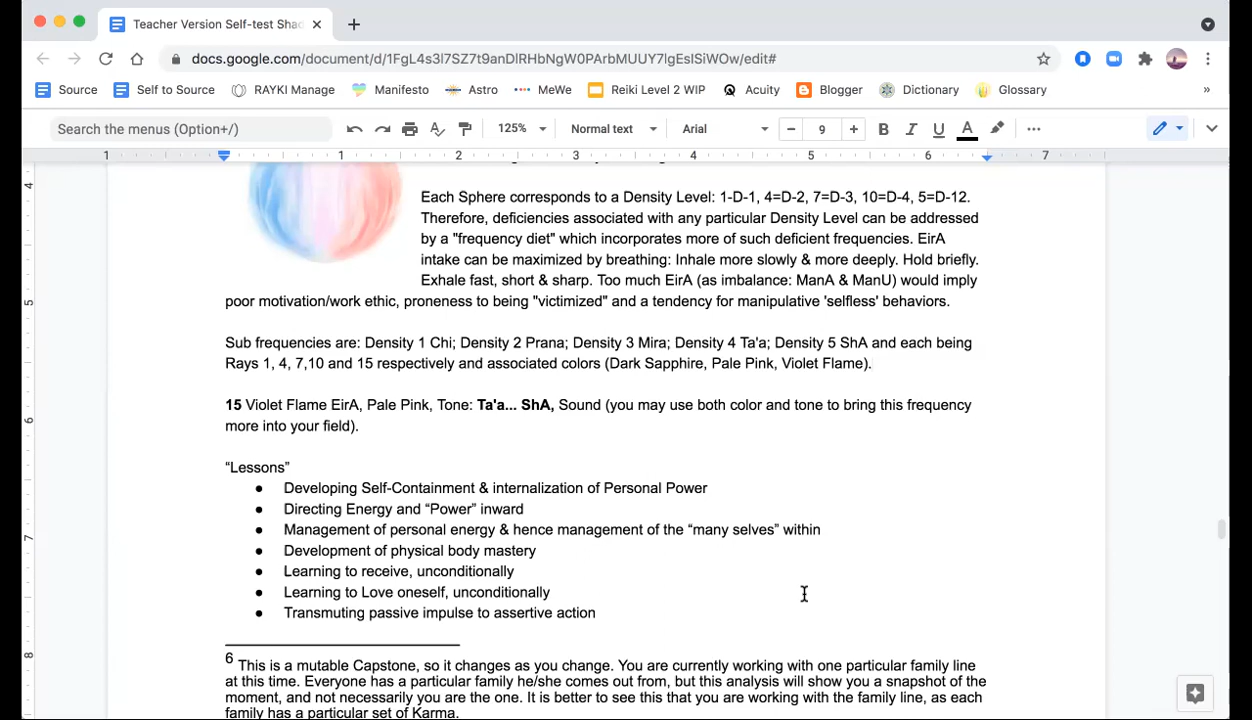 Teacher Version Self-test Shad
docs.google.com/document/d/1FgL4s3l7SZ7t9anDlRHbNgW0PArbMUUY7lgEslSiWOw/edit#
Source Self to Source RAYKI Manage Manifesto Astro MeWe Reiki Level 2 WIP Acuity Blogger Dictionary Glossary »
Search the menus (Option+/) 125% Normal text Arial 9 B I U A
1 1 2 3 4 5 6 7
4
Each Sphere corresponds to a Density Level: 1-D-1, 4=D-2, 7=D-3, 10=D-4, 5=D-12.
Therefore, deficiencies associated with any particular Density Level can be addressed
by a "frequency diet" which incorporates more of such deficient frequencies. EirA
intake can be maximized by breathing: Inhale more slowly & more deeply. Hold briefly.
Exhale fast, short & sharp. Too much EirA (as imbalance: ManA & ManU) would imply
5
poor motivation/work ethic, proneness to being "victimized" and a tendency for manipulative 'selfless' behaviors.
Sub frequencies are: Density 1 Chi; Density 2 Prana; Density 3 Mira; Density 4 Ta'a; Density 5 ShA and each being
Rays 1, 4, 7,10 and 15 respectively and associated colors (Dark Sapphire, Pale Pink, Violet Flame).
15 Violet Flame EirA, Pale Pink, Tone: Ta'a... ShA, Sound (you may use both color and tone to bring this frequency
6
more into your field).
“Lessons”
● Developing Self-Containment & internalization of Personal Power
● Directing Energy and “Power” inward
● Management of personal energy & hence management of the “many selves” within
7
● Development of physical body mastery
● Learning to receive, unconditionally
● Learning to Love oneself, unconditionally
● Transmuting passive impulse to assertive action
8
6 This is a mutable Capstone, so it changes as you change. You are currently working with one particular family line
at this time. Everyone has a particular family he/she comes out from, but this analysis will show you a snapshot of the
moment, and not necessarily you are the one. It is better to see this that you are working with the family line, as each
family has a particular set of Karma.